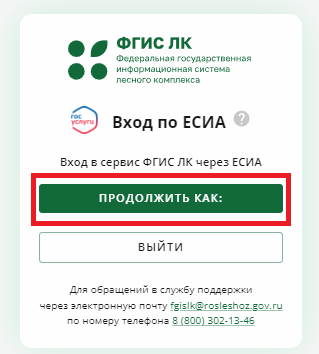 ФГИС ЛК
Федеральная государственная
информационная система
лесного комплекса
гос
услуги
Вход по ЕСИА ?
Вход в сервис ФГИС ЛК через ЕСИА
ПРОДОЛЖИТЬ КАК:
ВЫЙТИ
Для обращений в службу поддержки
через электронную почту fgislk@rosleshoz.gov.ru
по номеру телефона 8 (800) 302-13-46